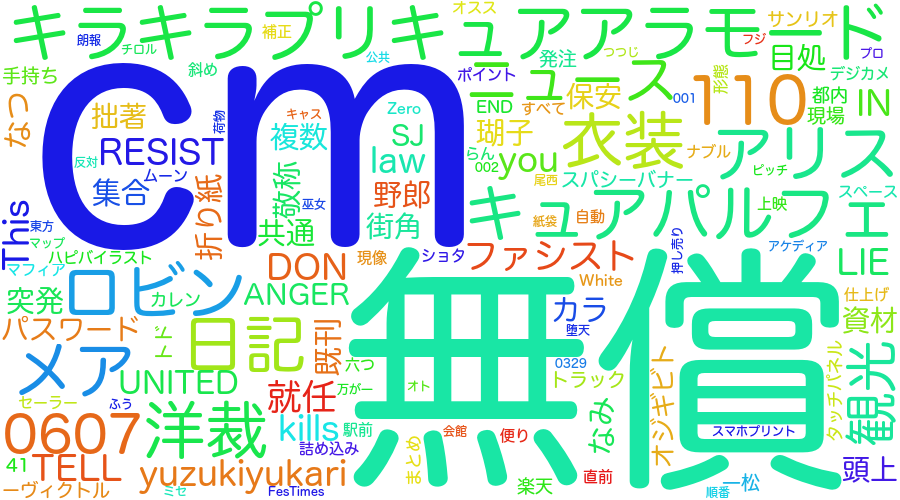 オスス
キラキラプリキュアアラモード
朗報
チロル
補正
サンリオ
手持ち
斜め
公共
ポイント
ニュース
発注
つつじ
フジ
目処
プロ
デジカメ
cm
拙著
荷物
キャス
Zero
END
すべて
保安
形態
001
110
都内
IN
現場
なつ
RESIST
複数
SJ
瑚子
衣装
アリス
反対
ムーン
law
らん
002
you
ナブル
ピッチ
集合
敬称
巫女
野郎
尾西
スパシーバナー
スペース
This
東方
折り紙
共通
街角
キュアパルフェ
紙袋
自動
上映
マップ
ハピバイラスト
現像
ショタ
ファシスト
押し売り
アケディア
マフィア
DON
White
LIE
突発
ロビン
カレン
ANGER
無償
カラ
仕上げ
パスワード
日記
既刊
堕天
資材
メア
六つ
0329
UNITED
就任
万が一
オト
トラック
オジギビト
タッチパネル
観光
セーラー
ふう
0607
洋裁
kills
駅前
まとめ
会館
便り
なみ
スマホプリント
41
TELL
詰め込み
直前
頭上
ーヴィクトル
ミセ
yuzukiyukari
FesTimes
楽天
一松
順番